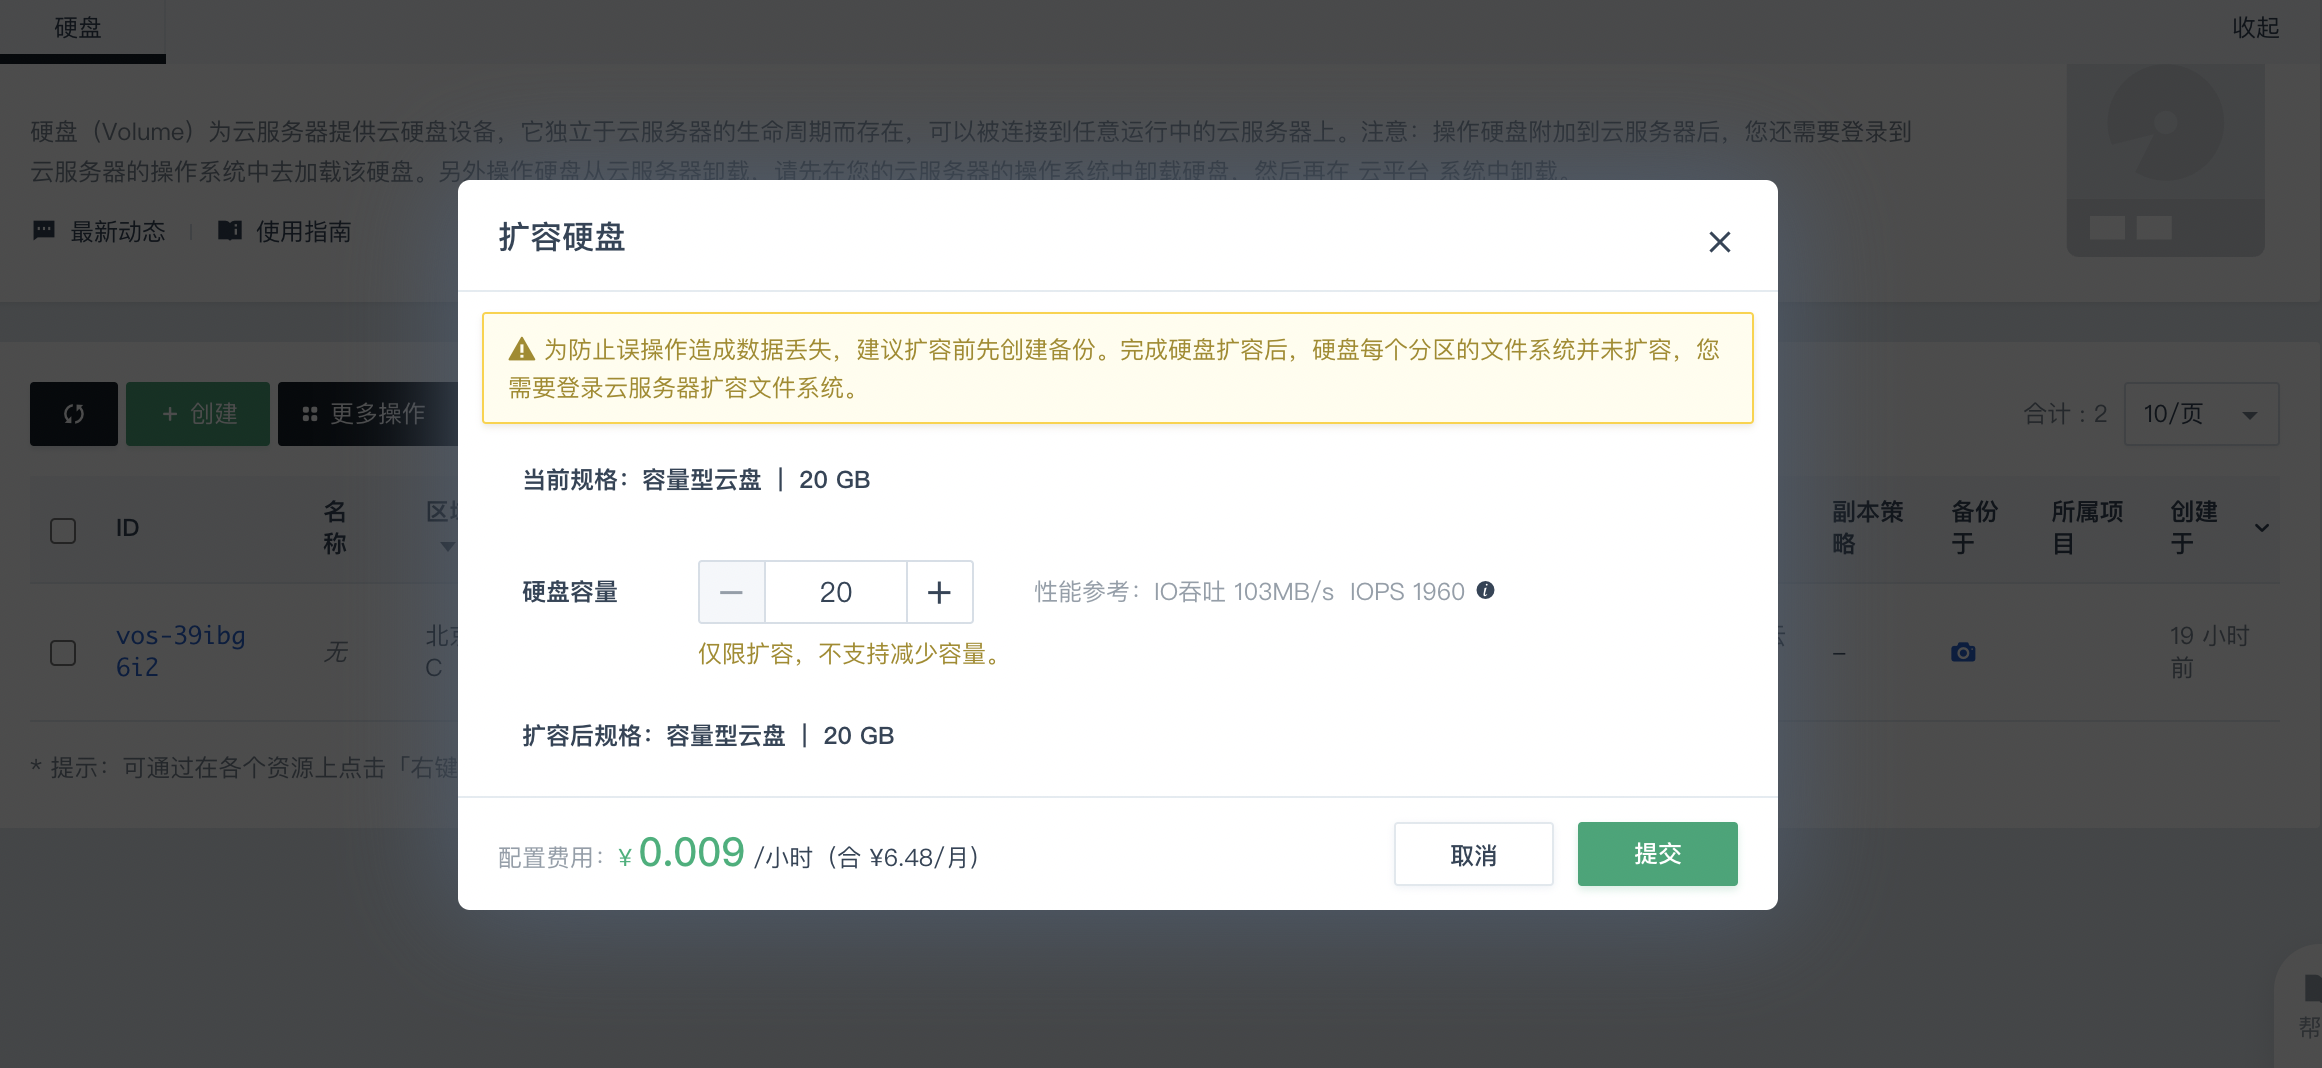 硬盘
收起
硬盘（Volume）为云服务器提供云硬盘设备，它独立于云服务器的生命周期而存在，可以被连接到任意运行中的云服务器上。注意：操作硬盘附加到云服务器后，您还需要登录到
云服务器的操作系统中去加载该硬盘。另外操作硬盘从云服务器卸载，请先在您的云服务器的操作系统中卸载硬盘，然后再在 云平台 系统中卸载。
最新动态
使用指南
扩容硬盘
为防止误操作造成数据丢失，建议扩容前先创建备份。完成硬盘扩容后，硬盘每个分区的文件系统并未扩容，您
需要登录云服务器扩容文件系统。
+ 创建
更多操作
合计：2
10/页
当前规格：容量型云盘 | 20 GB
ID
名
称
区
副本策
略
备份
于
所属项
目
创建
于
硬盘容量
20
性能参考：IO吞吐 103MB/s IOPS 1960
仅限扩容，不支持减少容量。
vos-39ibg
6i2
无
北
C
–
19 小时
前
扩容后规格：容量型云盘 | 20 GB
* 提示：可通过在各个资源上点击「右键
配置费用：¥ 0.009 /小时（合 ¥6.48/月）
取消
提交
帮